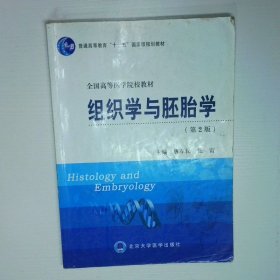 普通高等教育“十一五”国家级规划教材
全国高等医学院校教材
组织学与胚胎学
（第2版）
主编
Histology and
Embryology
北京大学医学出版社